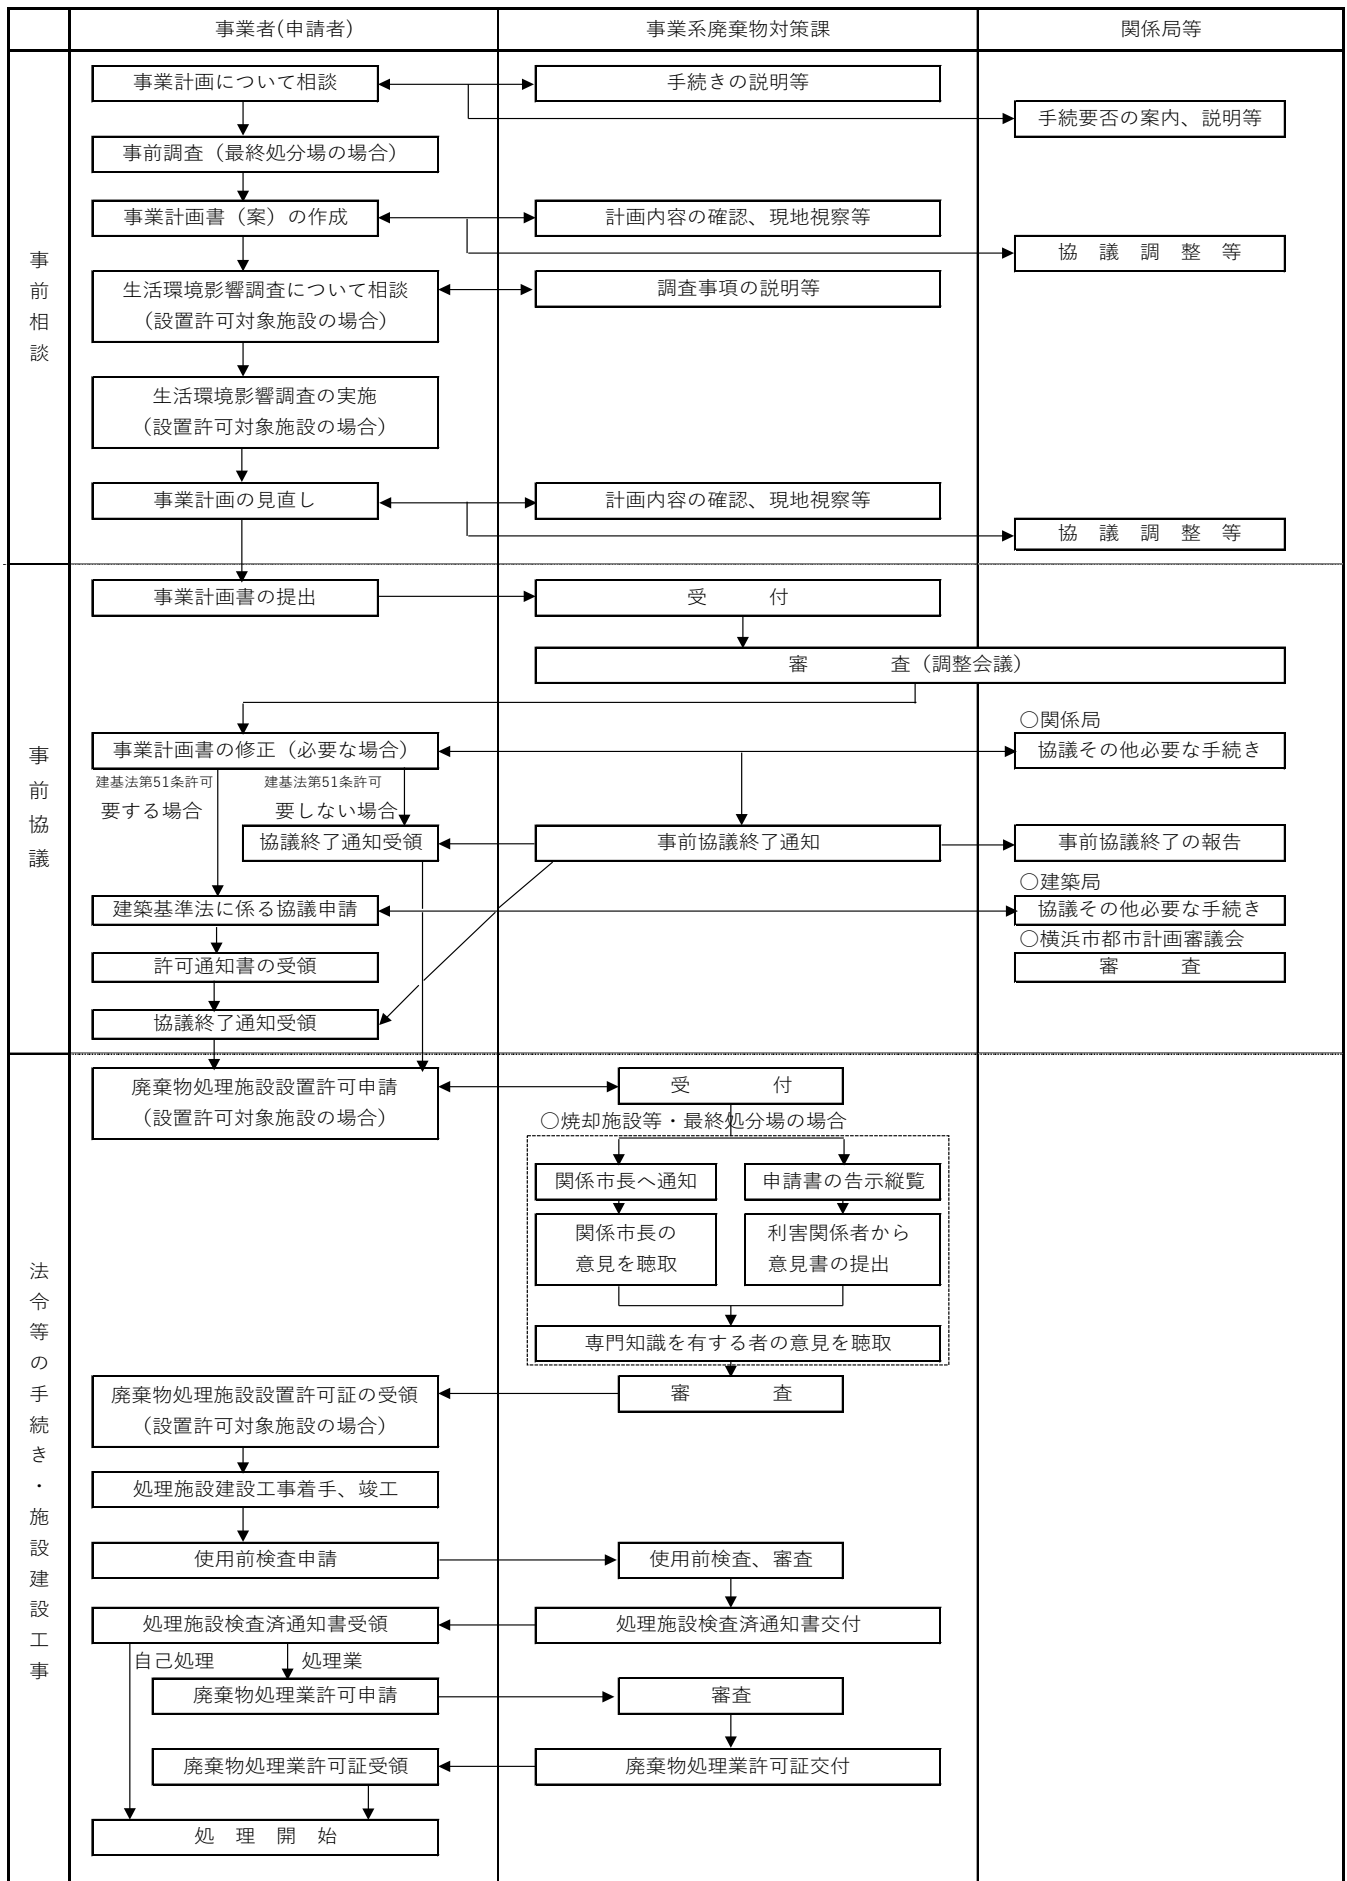 事業者(申請者)
事業系廃棄物対策課
関係局等
事前相談
事業計画について相談
手続きの説明等
手続要否の案内、説明等
事前調査（最終処分場の場合）
事業計画書（案）の作成
計画内容の確認、現地視察等
協　議　調　整　等
生活環境影響調査について相談
（設置許可対象施設の場合）
調査事項の説明等
生活環境影響調査の実施
（設置許可対象施設の場合）
事業計画の見直し
計画内容の確認、現地視察等
協　議　調　整　等
事前協議
事業計画書の提出
受　　　付
審　　　　査（調整会議）
○関係局
事業計画書の修正（必要な場合）
協議その他必要な手続き
建基法第51条許可
要する場合
建基法第51条許可
要しない場合
協議終了通知受領
事前協議終了通知
事前協議終了の報告
○建築局
建築基準法に係る協議申請
協議その他必要な手続き
○横浜市都市計画審議会
許可通知書の受領
審　　　査
協議終了通知受領
法令等の手続き・施設建設工事
廃棄物処理施設設置許可申請
（設置許可対象施設の場合）
受　　　　付
○焼却施設等・最終処分場の場合
関係市長へ通知
申請書の告示縦覧
関係市長の
意見を聴取
利害関係者から
意見書の提出
専門知識を有する者の意見を聴取
廃棄物処理施設設置許可証の受領
（設置許可対象施設の場合）
審　　　　査
処理施設建設工事着手、竣工
使用前検査申請
使用前検査、審査
処理施設検査済通知書受領
処理施設検査済通知書交付
自己処理
処理業
廃棄物処理業許可申請
審査
廃棄物処理業許可証受領
廃棄物処理業許可証交付
処　理　開　始